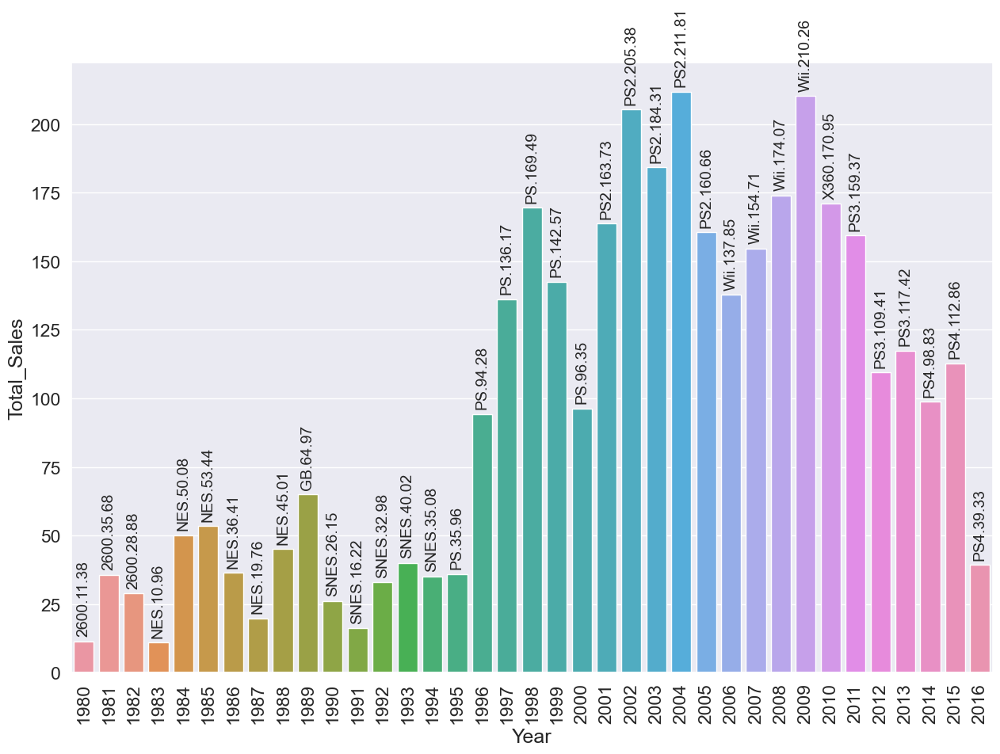 PS2.211.81
Wii.210.26
PS2.205.38
PS2.184.31
X360.170.95
Wii.174.07
PS.169.49
PS2.163.73
PS3.159.37
PS2.160.66
Wii.154.71
PS.142.57
Wii.137.85
PS.136.17
PS3.117.42
PS4.112.86
PS3.109.41
PS4.98.83
PS.96.35
PS.94.28
GB.64.97
NES.53.44
NES.50.08
NES.45.01
SNES.40.02
PS4.39.33
NES.36.41
PS.35.96
2600.35.68
SNES.35.08
SNES.32.98
2600.28.88
SNES.26.15
NES.19.76
SNES.16.22
2600.11.38
NES.10.96
200
175
150
125
100
75
50
25
0
Total_Sales
1980
1981
1982
1983
1984
1985
1986
1987
1988
1989
1990
1991
1992
1993
1994
1995
1996
1997
1998
1999
2000
2001
2002
2003
2004
2005
2006
2007
2008
2009
2010
2011
2012
2013
2014
2015
2016
Year